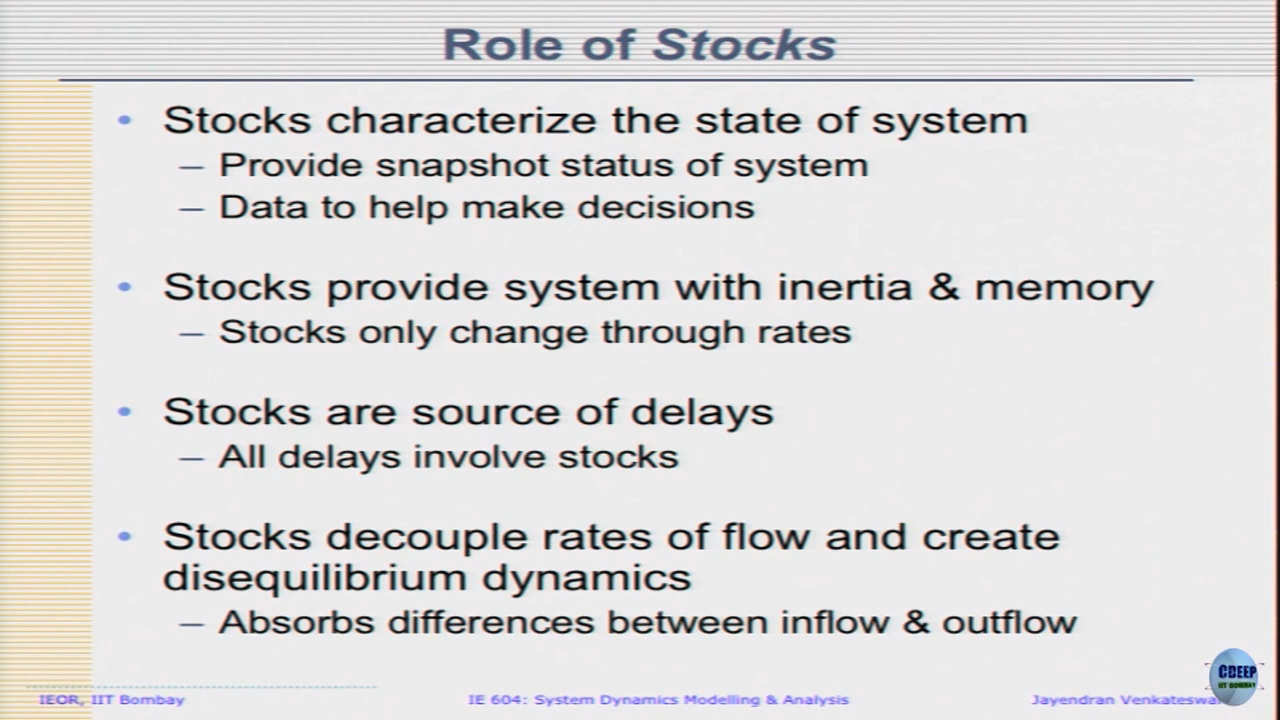 Role of Stocks
• Stocks characterize the state of system
– Provide snapshot status of system
– Data to help make decisions
• Stocks provide system with inertia & memory
– Stocks only change through rates
• Stocks are source of delays
– All delays involve stocks
• Stocks decouple rates of flow and create
disequilibrium dynamics
– Absorbs differences between inflow & outflow
IEOR, IIT Bombay
IE 604: System Dynamics Modelling & Analysis
Jayendran
CDEEP
IIT BOMBAY